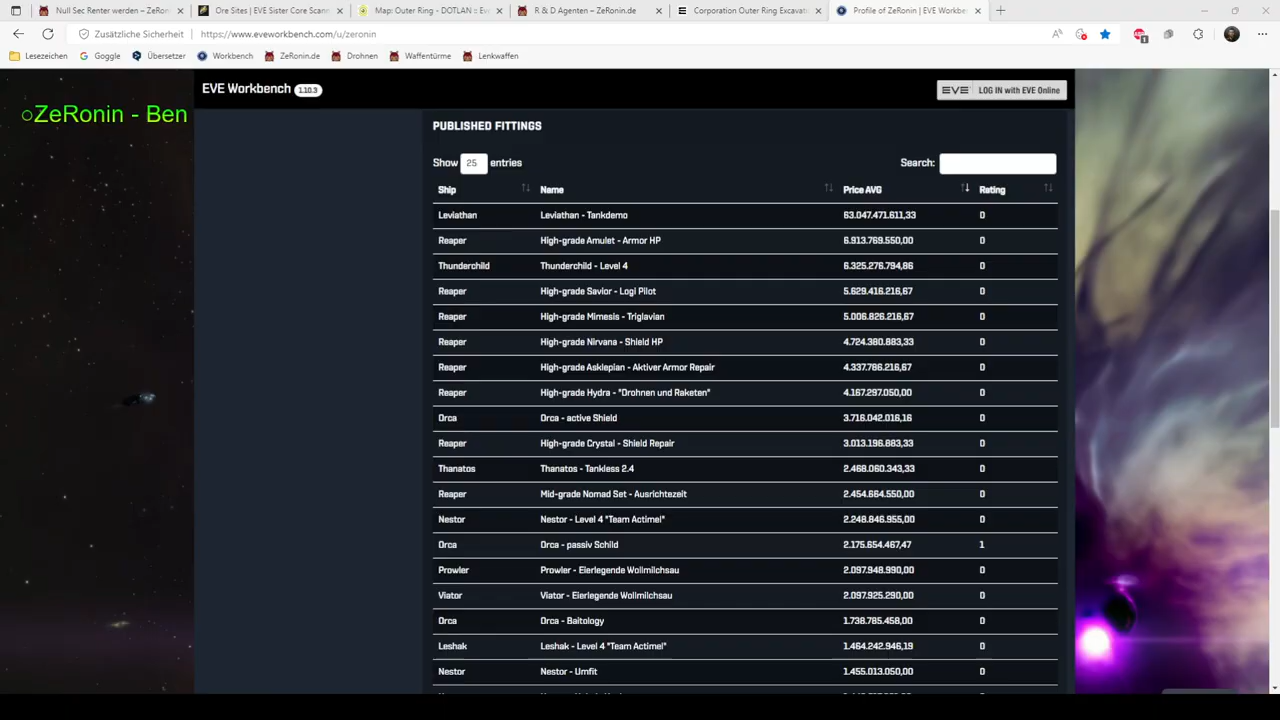 Null Sec Renter werden – ZeRonin
Ore Sites | EVE Sister Core Scan
Map: Outer Ring - DOTLAN :: Ev
R & D Agenten – ZeRonin.de
Corporation Outer Ring Excavat
Profile of ZeRonin | EVE Workbe
Zusätzliche Sicherheit
https://www.eveworkbench.com/u/zeronin
Lesezeichen
Goggle
Übersetzer
Workbench
ZeRonin.de
Drohnen
Waffentürme
Lenkwaffen
○ZeRonin - Ben
EVE Workbench 1.10.3
EVE LOG IN with EVE Online
PUBLISHED FITTINGS
Show 25 entries
Search:
Ship Name Price AVG Rating
Leviathan Leviathan - Tankdemo 63.047.471.611,33 0
Reaper High-grade Amulet - Armor HP 6.913.769.550,00 0
Thunderchild Thunderchild - Level 4 6.325.276.794,86 0
Reaper High-grade Savior - Logi Pilot 5.629.416.216,67 0
Reaper High-grade Mimesis - Triglavian 5.006.826.216,67 0
Reaper High-grade Nirvana - Shield HP 4.724.380.883,33 0
Reaper High-grade Asklepian - Aktiver Armor Repair 4.337.786.216,67 0
Reaper High-grade Hydra - "Drohnen und Raketen" 4.167.297.050,00 0
Orca Orca - active Shield 3.716.042.016,16 0
Reaper High-grade Crystal - Shield Repair 3.013.196.883,33 0
Thanatos Thanatos - Tankless 2.4 2.468.060.343,33 0
Reaper Mid-grade Nomad Set - Ausrichtezeit 2.454.664.550,00 0
Nestor Nestor - Level 4 "Team Actime!" 2.248.846.955,00 0
Orca Orca - passiv Schild 2.175.654.467,47 1
Prowler Prowler - Eierlegende Wollmilchsau 2.097.948.990,00 0
Viator Viator - Eierlegende Wollmilchsau 2.097.925.290,00 0
Orca Orca - Baitology 1.738.785.458,00 0
Leshak Leshak - Level 4 "Team Actime!" 1.464.242.946,19 0
Nestor Nestor - Umfit 1.455.013.050,00 0